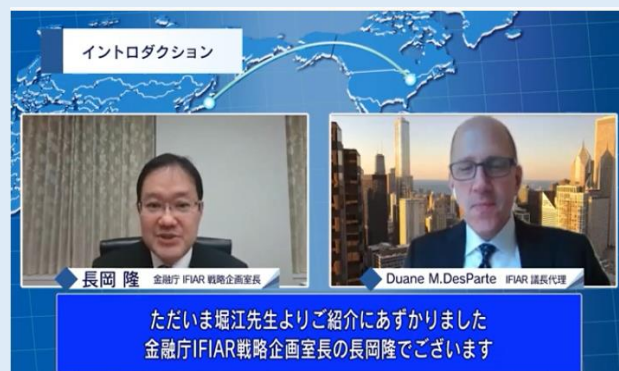 イントロダクション
長岡 隆 金融庁 IFIAR 戦略企画室長
Duane M.DesParte IFIAR 議長代理
ただいま堀江先生よりご紹介にあずかりました
金融庁IFIAR戦略企画室長の長岡隆でございます